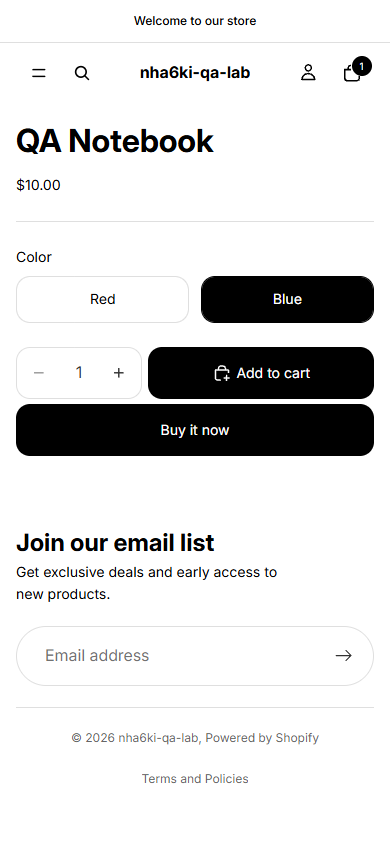 Welcome to our store
nha6ki-qa-lab
1
QA Notebook
$10.00
Color
Red
Blue
1
Add to cart
Buy it now
Join our email list
Get exclusive deals and early access to
new products.
Email address
© 2026 nha6ki-qa-lab, Powered by Shopify
Terms and Policies